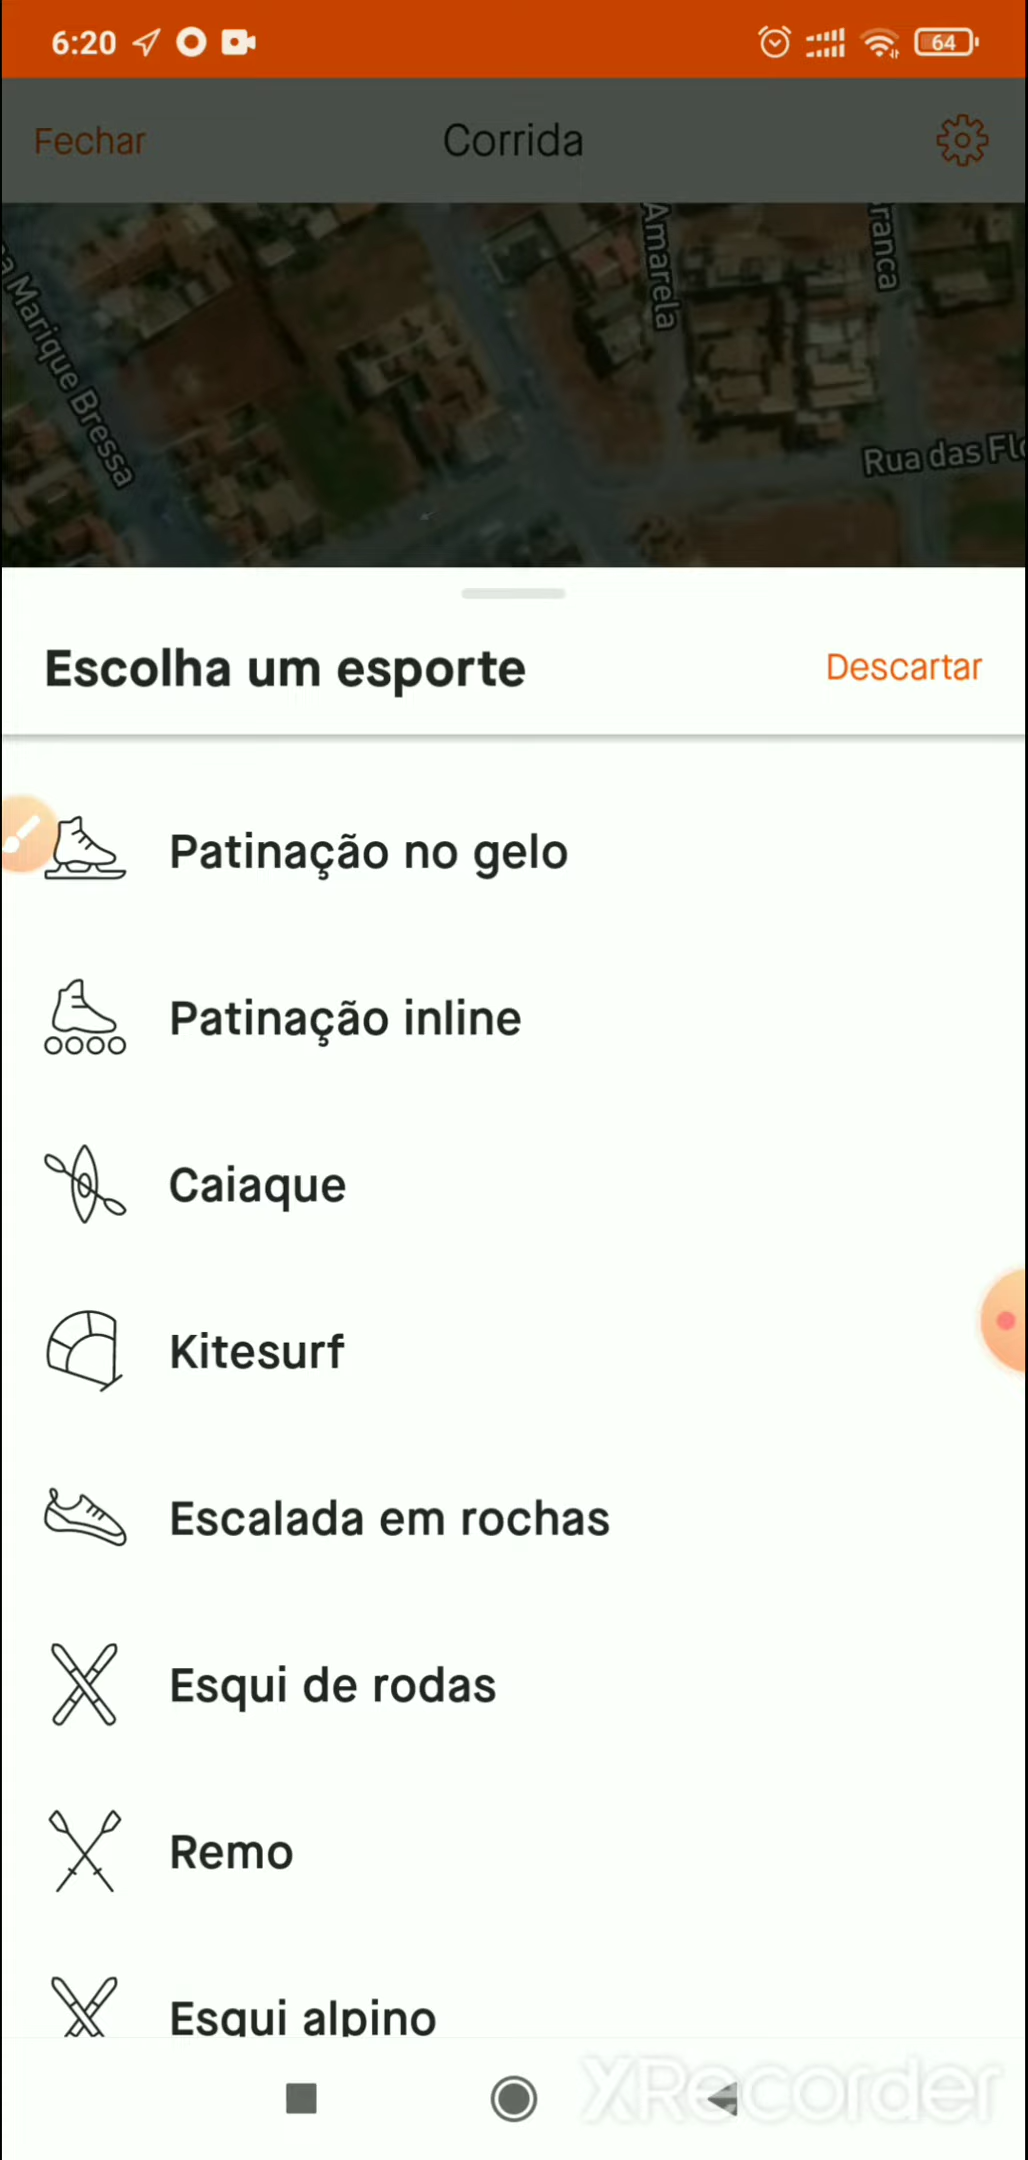 6:20
64
Fechar
Corrida
Marique Bressa
Amarela
ranca
Rua das Flo
Escolha um esporte
Descartar
Patinação no gelo
Patinação inline
Caiaque
Kitesurf
Escalada em rochas
Esqui de rodas
Remo
Esqui alpino
XRecorder